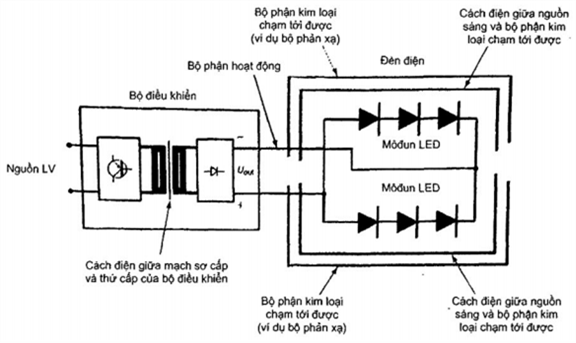 Bộ phận kim loại
chạm tới được
(ví dụ bộ phản xạ)
Cách điện giữa nguồn
sáng và bộ phận kim
loại chạm tới được
Bộ phận hoạt động
Đèn điện
Bộ điều khiển
Nguồn LV
Uout
Môđun LED
Môđun LED
Cách điện giữa mạch sơ cấp
và thứ cấp của bộ điều khiển
Bộ phận kim loại
chạm tới được
(ví dụ bộ phản xạ)
Cách điện giữa nguồn
sáng và bộ phận kim
loại chạm tới được